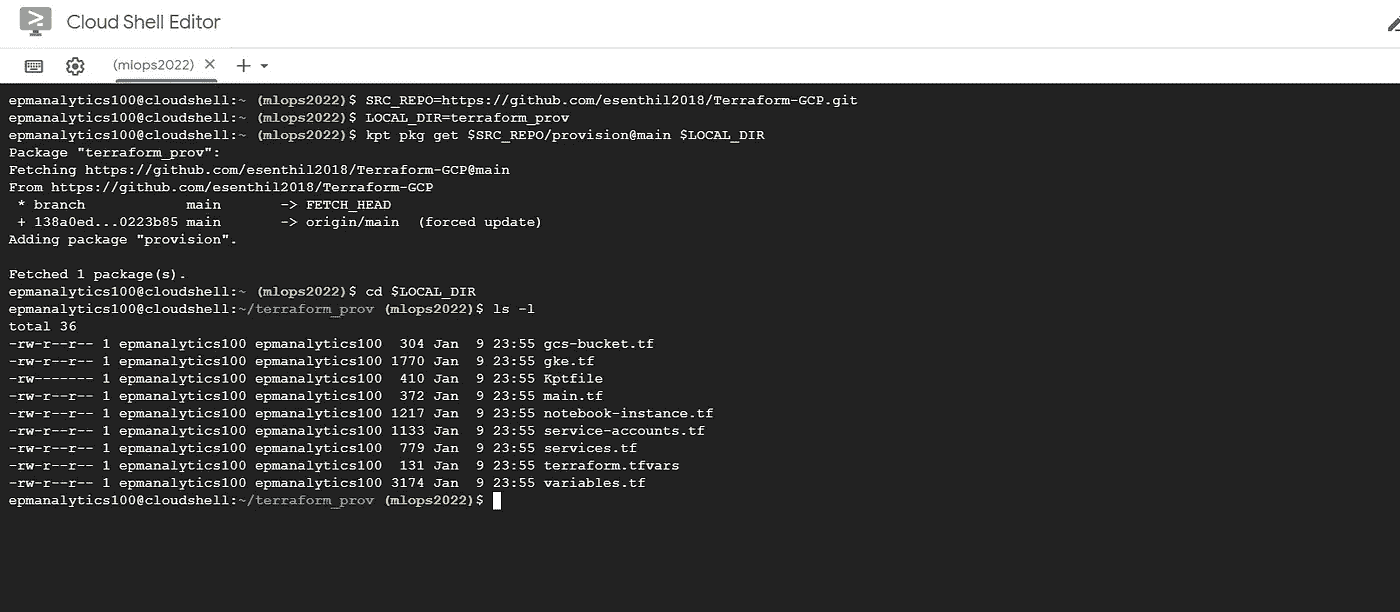 Cloud Shell Editor
(mlops2022)
epmanalytics100@cloudshell:~ (mlops2022)$ SRC_REPO=https://github.com/esenthil2018/Terraform-GCP.git
epmanalytics100@cloudshell:~ (mlops2022)$ LOCAL_DIR=terraform_prov
epmanalytics100@cloudshell:~ (mlops2022)$ kpt pkg get $SRC_REPO/provision@main $LOCAL_DIR
Package "terraform_prov":
Fetching https://github.com/esenthil2018/Terraform-GCP@main
From https://github.com/esenthil2018/Terraform-GCP
 * branch            main       -> FETCH_HEAD
 + 138a0ed...0223b85 main       -> origin/main  (forced update)
Adding package "provision".
Fetched 1 package(s).
epmanalytics100@cloudshell:~ (mlops2022)$ cd $LOCAL_DIR
epmanalytics100@cloudshell:~/terraform_prov (mlops2022)$ ls -l
total 36
-rw-r--r-- 1 epmanalytics100 epmanalytics100  304 Jan  9 23:55 gcs-bucket.tf
-rw-r--r-- 1 epmanalytics100 epmanalytics100 1770 Jan  9 23:55 gke.tf
-rw------- 1 epmanalytics100 epmanalytics100  410 Jan  9 23:55 Kptfile
-rw-r--r-- 1 epmanalytics100 epmanalytics100  372 Jan  9 23:55 main.tf
-rw-r--r-- 1 epmanalytics100 epmanalytics100 1217 Jan  9 23:55 notebook-instance.tf
-rw-r--r-- 1 epmanalytics100 epmanalytics100 1133 Jan  9 23:55 service-accounts.tf
-rw-r--r-- 1 epmanalytics100 epmanalytics100  779 Jan  9 23:55 services.tf
-rw-r--r-- 1 epmanalytics100 epmanalytics100  131 Jan  9 23:55 terraform.tfvars
-rw-r--r-- 1 epmanalytics100 epmanalytics100 3174 Jan  9 23:55 variables.tf
epmanalytics100@cloudshell:~/terraform_prov (mlops2022)$